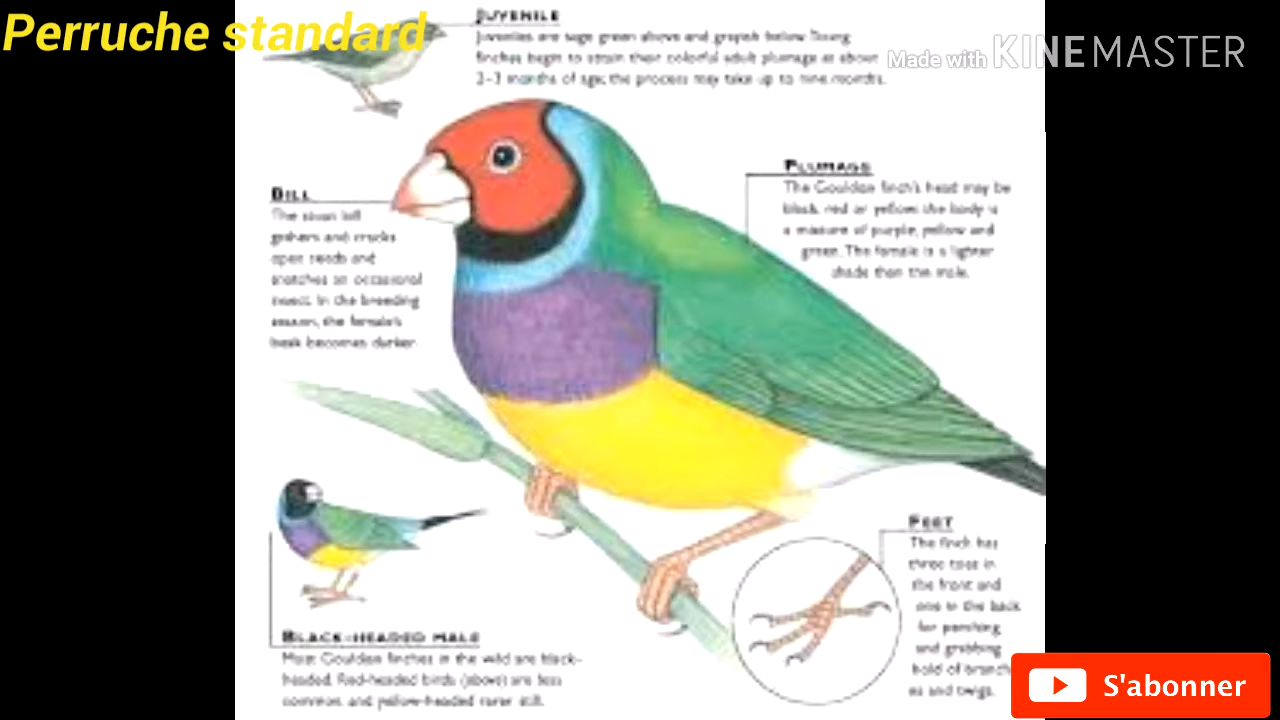 Perruche standard
Made with KINEMASTER
JUVENILE
Juveniles are sage green above and grayish below. Young
finches begin to attain their colorful adult plumage at about
2–3 months of age; the process may take up to nine months.
BILL
The stout bill
gathers and cracks
open seeds and
snatches an occasional
insect. In the breeding
season, the female's
beak becomes darker.
PLUMAGE
The Gouldian finch's head may be
black, red or yellow; the body is
a mixture of purple, yellow and
green. The female is a lighter
shade than the male.
BLACK-HEADED MALE
Most Gouldian finches in the wild are black-
headed. Red-headed birds (above) are less
common, and yellow-headed rarer still.
FEET
The finch has
three toes in
the front and
one in the back
for perching
and grabbing
hold of branch-
es and twigs.
S'abonner